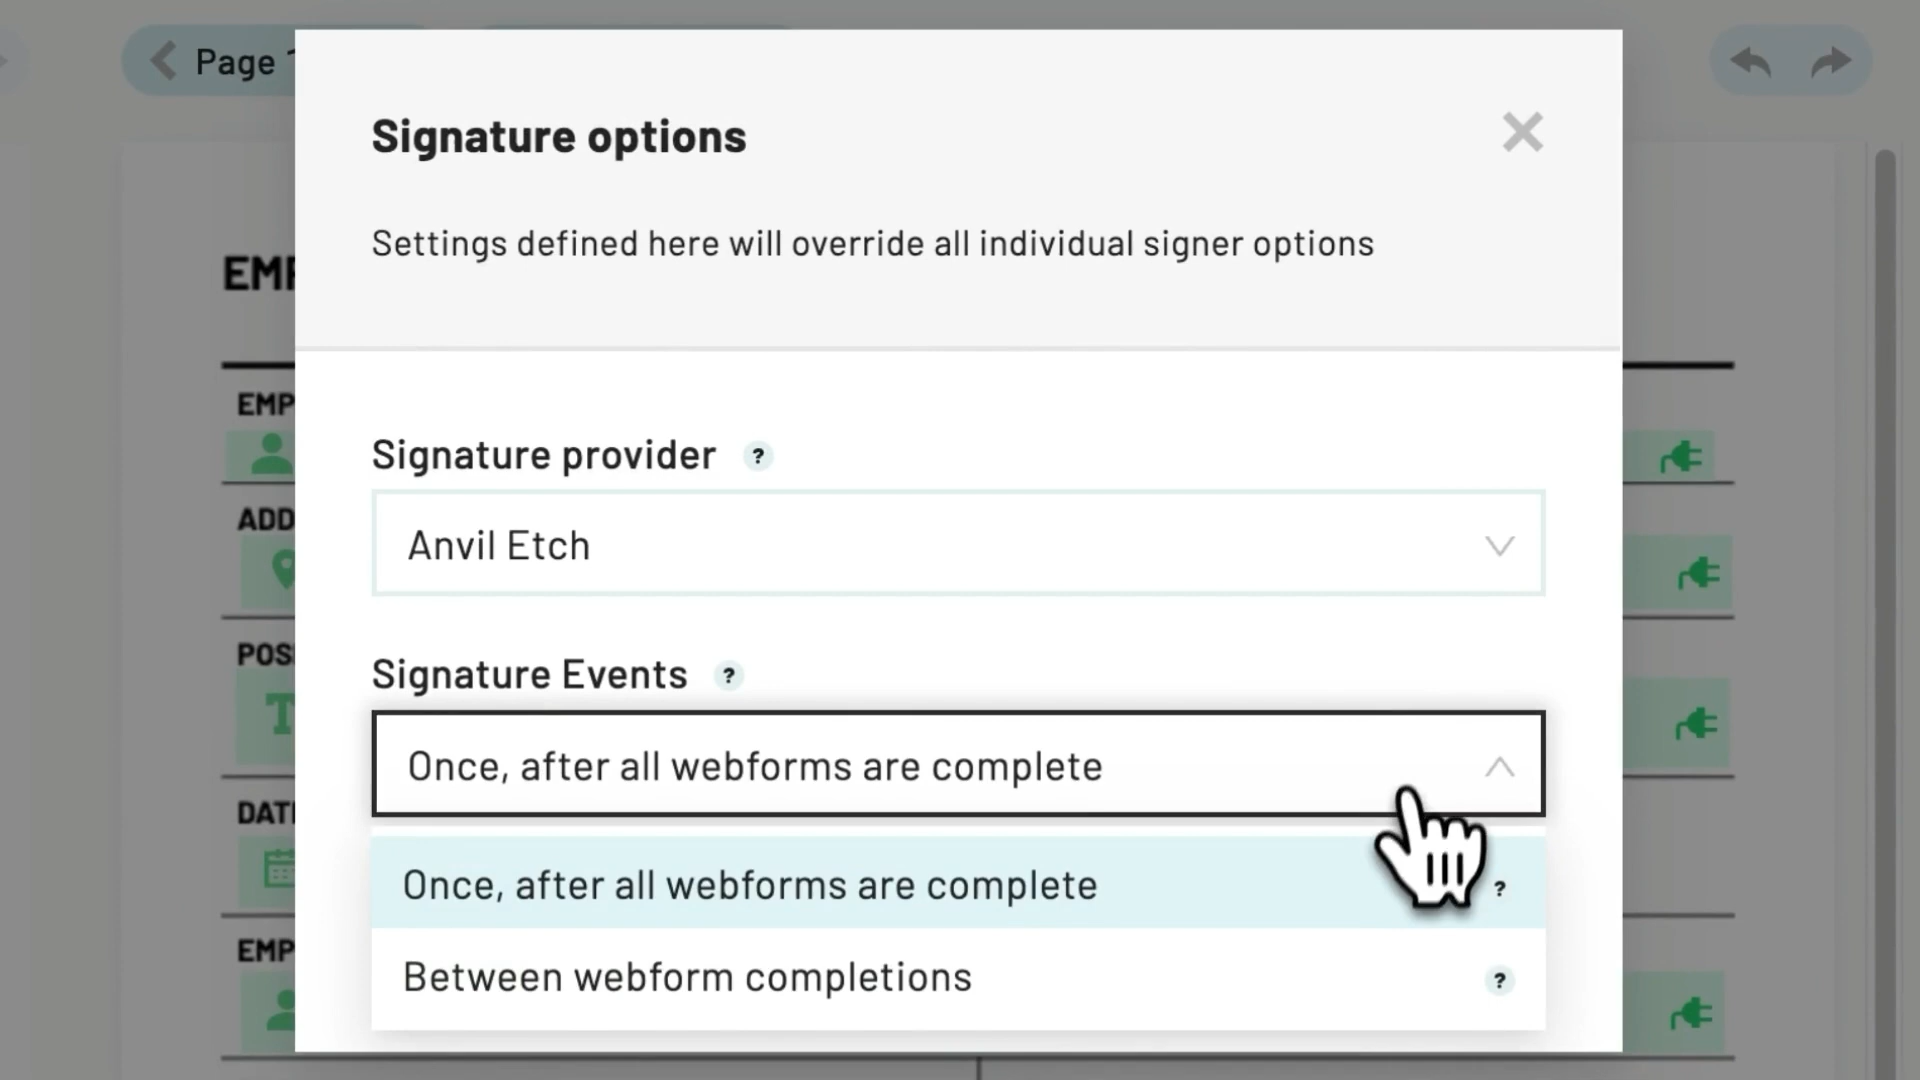 Page
Signature options
Settings defined here will override all individual signer options
EMP
Signature provider ?
Anvil Etch
ADD
Signature Events ?
POS
Once, after all webforms are complete
DAT
Once, after all webforms are complete ?
EMP
Between webform completions ?